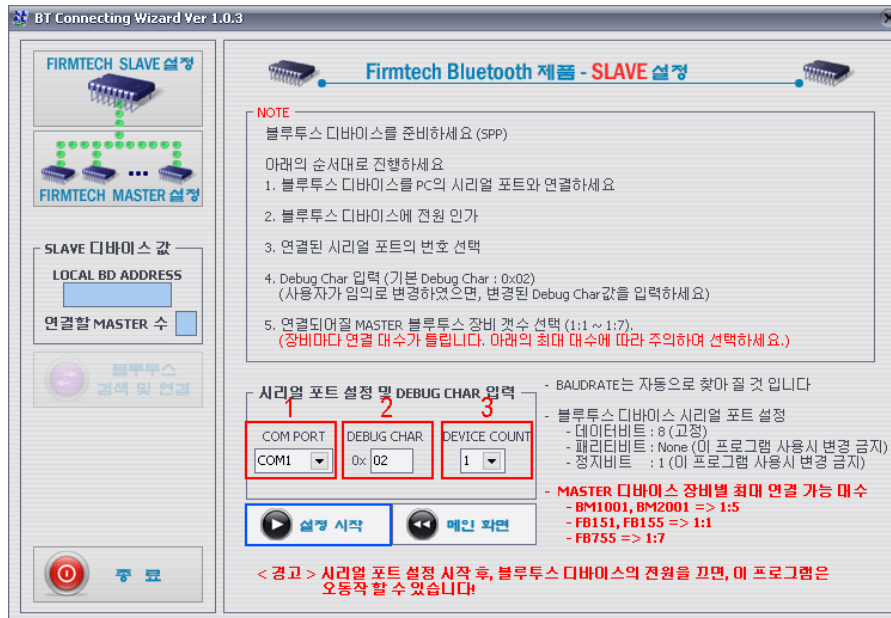 BT Connecting Wizard Ver 1.0.3
FIRMTECH SLAVE 설정
FIRMTECH MASTER 설정
SLAVE 디바이스 값
LOCAL BD ADDRESS
연결할 MASTER 수
블루투스
검색 및 연결
종 료
Firmtech Bluetooth 제품 - SLAVE 설정
NOTE
블루투스 디바이스를 준비하세요 (SPP)
아래의 순서대로 진행하세요
1. 블루투스 디바이스를 PC의 시리얼 포트와 연결하세요
2. 블루투스 디바이스에 전원 인가
3. 연결된 시리얼 포트의 번호 선택
4. Debug Char 입력 (기본 Debug Char : 0x02)
(사용자가 임의로 변경하였으면, 변경된 Debug Char값을 입력하세요)
5. 연결되어질 MASTER 블루투스 장비 갯수 선택 (1:1 ~ 1:7).
(장비마다 연결 대수가 틀립니다. 아래의 최대 대수에 따라 주의하여 선택하세요.)
시리얼 포트 설정 및 DEBUG CHAR 입력
1 2 3
COM PORT DEBUG CHAR DEVICE COUNT
COM1 0x 02 1
설정 시작 메인 화면
- BAUDRATE는 자동으로 찾아 질 것 입니다
- 블루투스 디바이스 시리얼 포트 설정
- 데이터비트 : 8 (고정)
- 패리티비트 : None (이 프로그램 사용시 변경 금지)
- 정지비트 : 1 (이 프로그램 사용시 변경 금지)
- MASTER 디바이스 장비별 최대 연결 가능 대수
- BM1001, BM2001 => 1:5
- FB151, FB155 => 1:1
- FB755 => 1:7
< 경고 > 시리얼 포트 설정 시작 후, 블루투스 디바이스의 전원을 끄면, 이 프로그램은
오동작 할 수 있습니다!